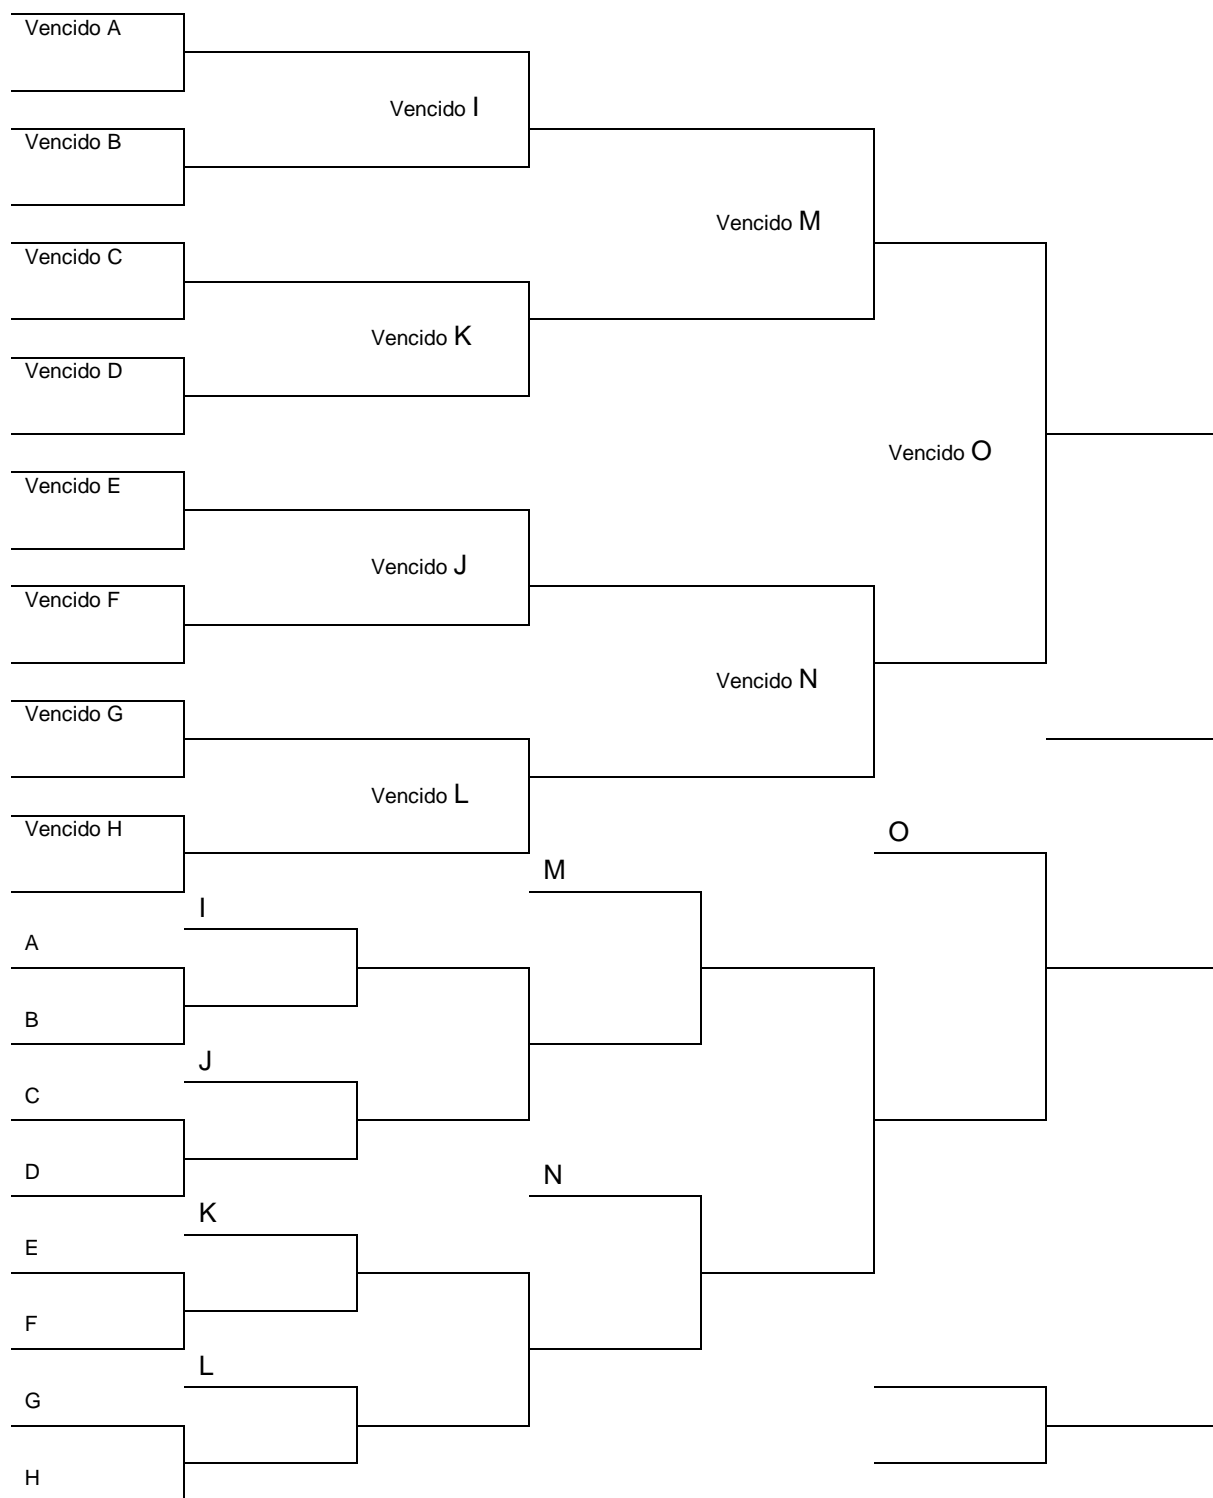 Vencido A
Vencido I
Vencido B
Vencido M
Vencido C
Vencido K
Vencido D
Vencido O
Vencido E
Vencido J
Vencido F
Vencido N
Vencido G
Vencido L
Vencido H
O
M
I
A
B
J
C
D
N
K
E
F
L
G
H